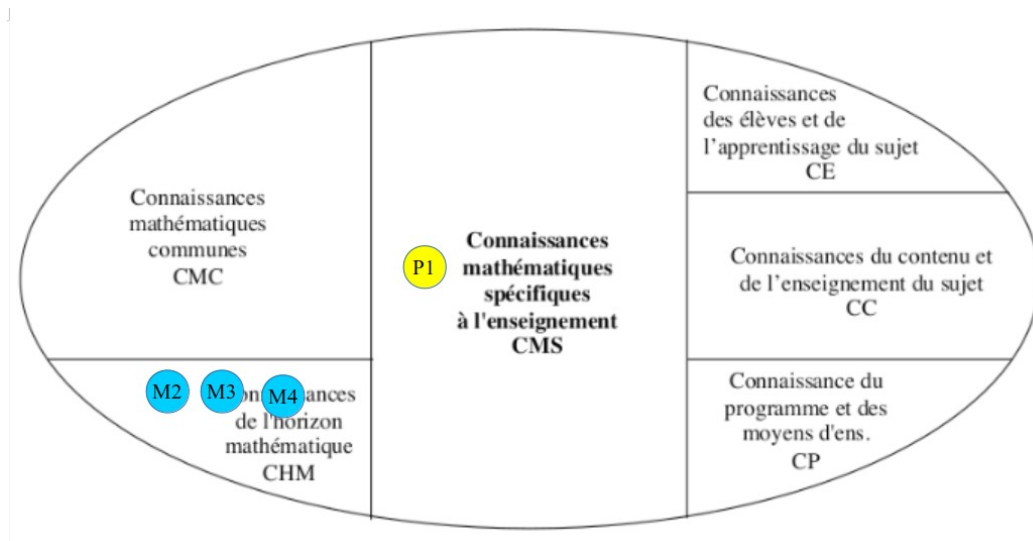 Connaissances
mathématiques
communes
CMC
M2
M3
M4
ances
de l'horizon
mathématique
CHM
P1
Connaissances
mathématiques
spécifiques
à l'enseignement
CMS
Connaissances
des élèves et de
l'apprentissage du sujet
CE
Connaissances du contenu et
de l'enseignement du sujet
CC
Connaissance du
programme et des
moyens d'ens.
CP